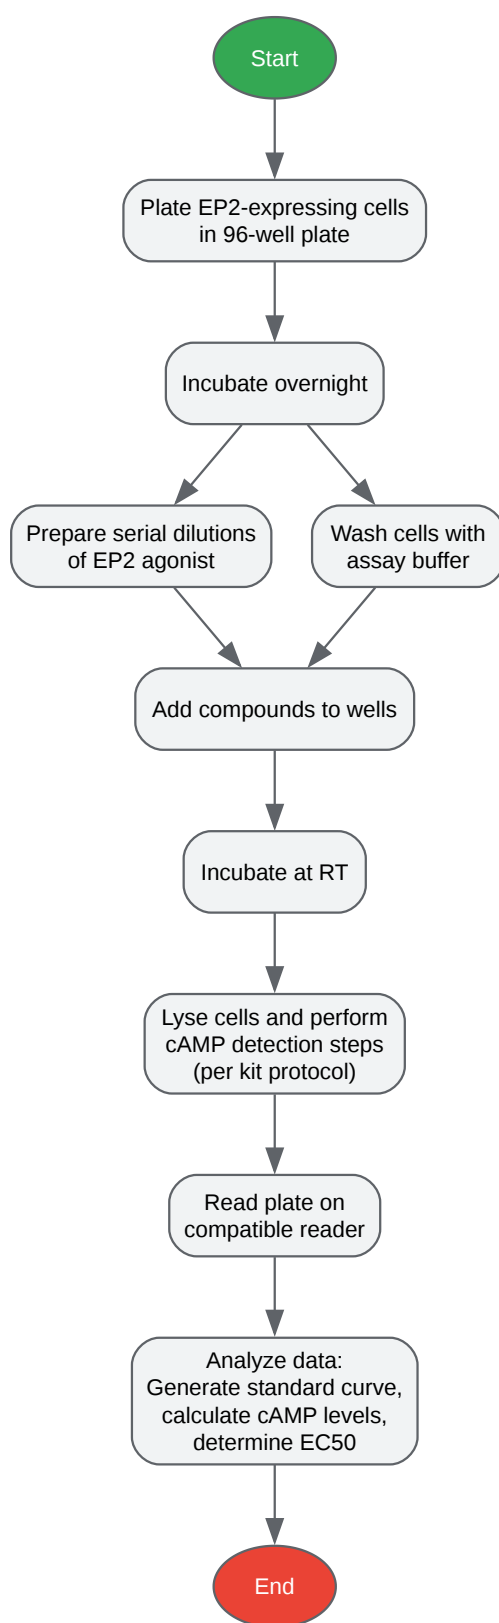 Start
Plate EP2-expressing cells
in 96-well plate
Incubate overnight
Prepare serial dilutions
of EP2 agonist
Wash cells with
assay buffer
Add compounds to wells
Incubate at RT
Lyse cells and perform
cAMP detection steps
(per kit protocol)
Read plate on
compatible reader
Analyze data:
Generate standard curve,
calculate cAMP levels,
determine EC50
End